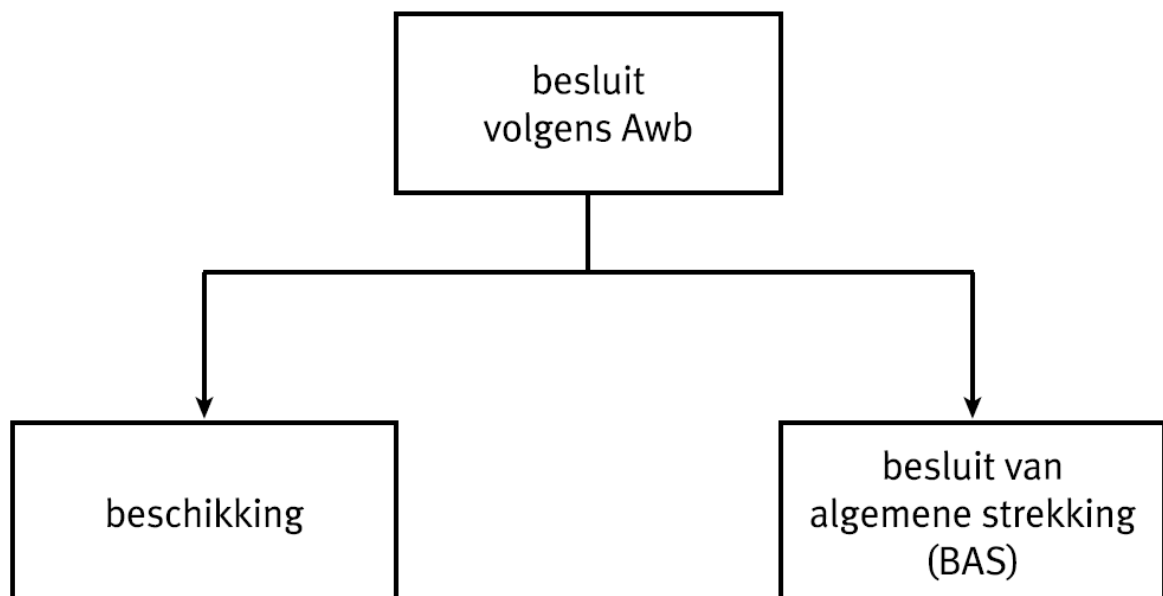 besluit
volgens Awb
beschikking
besluit van
algemene strekking
(BAS)